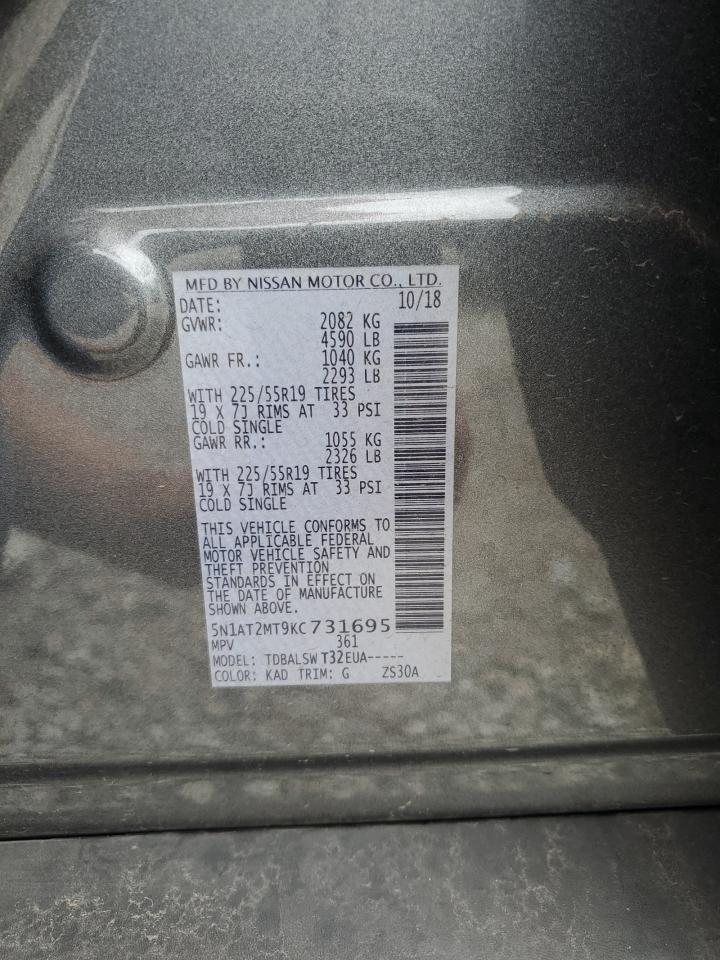 MFD BY NISSAN MOTOR CO., LTD.
DATE: 10/18
GVWR: 2082 KG
4590 LB
GAWR FR.: 1040 KG
2293 LB
WITH 225/55R19 TIRES
19 X 7J RIMS AT 33 PSI
COLD SINGLE
GAWR RR.: 1055 KG
2326 LB
WITH 225/55R19 TIRES
19 X 7J RIMS AT 33 PSI
COLD SINGLE
THIS VEHICLE CONFORMS TO
ALL APPLICABLE FEDERAL
MOTOR VEHICLE SAFETY AND
THEFT PREVENTION
STANDARDS IN EFFECT ON
THE DATE OF MANUFACTURE
SHOWN ABOVE.
5N1AT2MT9KC731695
MPV 361
MODEL: TDBALSW T32EUA-----
COLOR: KAD TRIM: G ZS30A